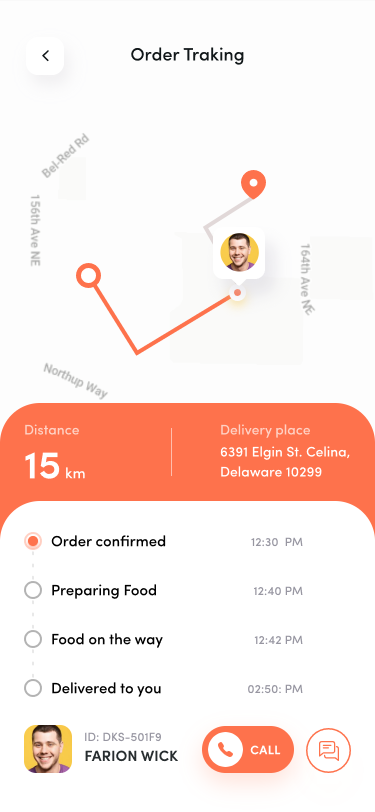 Order Traking
Bel-Red Rd
156th Ave NE
164th Ave NE
Northup Way
Distance
15 km
Delivery place
6391 Elgin St. Celina,
Delaware 10299
Order confirmed
12:30 PM
Preparing Food
12:40 PM
Food on the way
12:42 PM
Delivered to you
02:50: PM
ID: DKS-501F9
FARION WICK
CALL